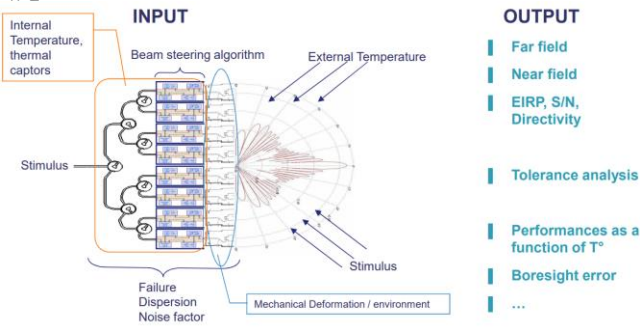 INPUT
OUTPUT
Internal
Temperature,
thermal
captors
Beam steering algorithm
External Temperature
Stimulus
Stimulus
Failure
Dispersion
Noise factor
Mechanical Deformation / environment
Far field
Near field
EIRP, S/N,
Directivity
Tolerance analysis
Performances as a
function of T°
Boresight error
...